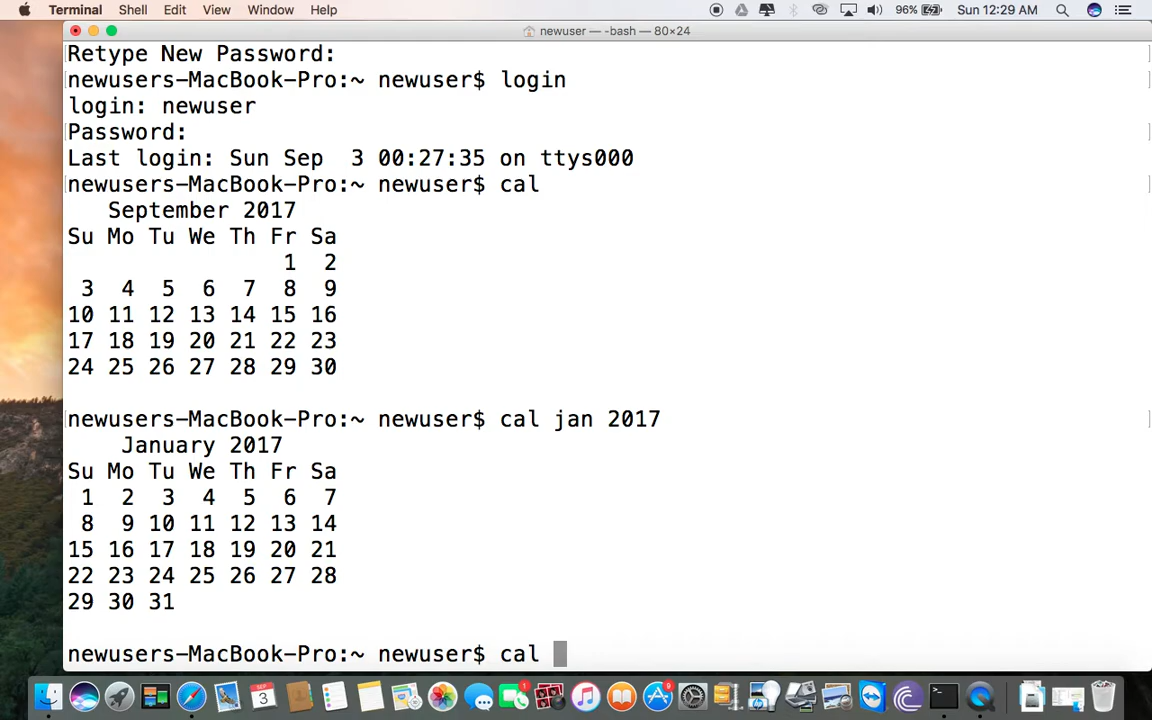 Terminal Shell Edit View Window Help 96% Sun 12:29 AM
newuser — -bash — 80×24
Retype New Password:
newusers-MacBook-Pro:~ newuser$ login
login: newuser
Password:
Last login: Sun Sep  3 00:27:35 on ttys000
newusers-MacBook-Pro:~ newuser$ cal
   September 2017
Su Mo Tu We Th Fr Sa
                1  2
 3  4  5  6  7  8  9
10 11 12 13 14 15 16
17 18 19 20 21 22 23
24 25 26 27 28 29 30
newusers-MacBook-Pro:~ newuser$ cal jan 2017
    January 2017
Su Mo Tu We Th Fr Sa
 1  2  3  4  5  6  7
 8  9 10 11 12 13 14
15 16 17 18 19 20 21
22 23 24 25 26 27 28
29 30 31
newusers-MacBook-Pro:~ newuser$ cal
SEP 3 1 9